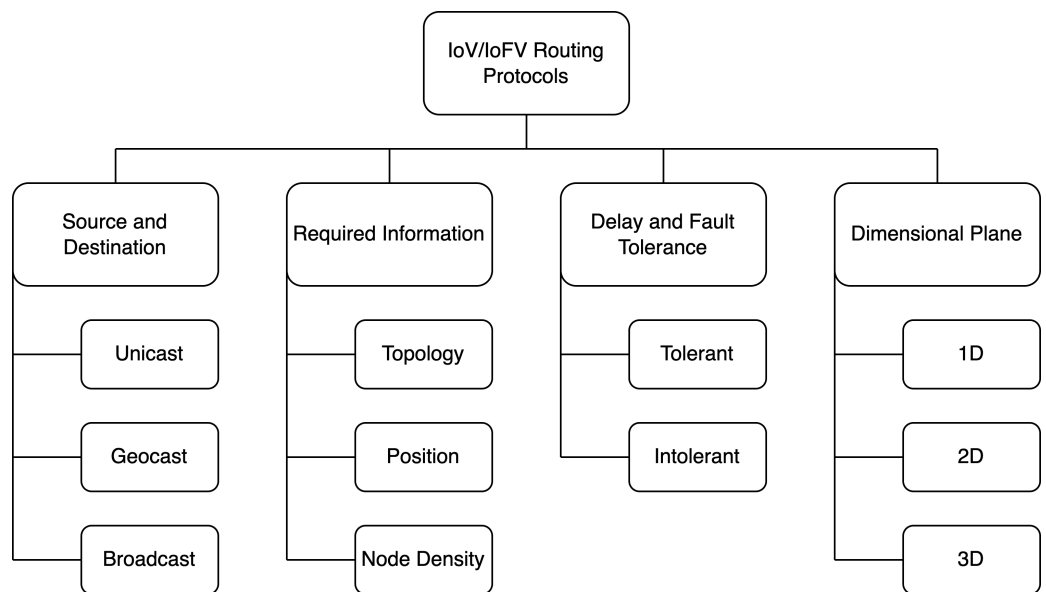 IoV/IoFV Routing
Protocols
Source and
Destination
Unicast
Geocast
Broadcast
Required Information
Topology
Position
Node Density
Delay and Fault
Tolerance
Tolerant
Intolerant
Dimensional Plane
1D
2D
3D